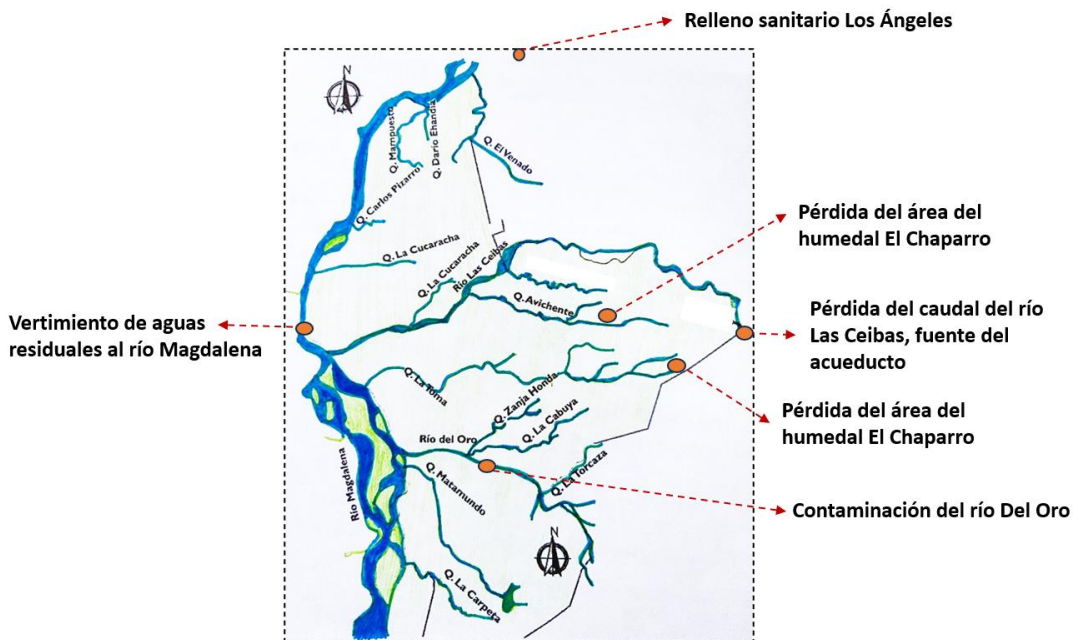 Relleno sanitario Los Ángeles
N
Q. Mampuesto
Q. Darío Ehandía
Q. El Venado
Q. Carlos Pizarro
Q. La Cucaracha
Q. La Cucaracha
Río Las Ceibas
Q. Avichente
Pérdida del área del
humedal El Chaparro
Vertimiento de aguas
residuales al río Magdalena
Pérdida del caudal del río
Las Ceibas, fuente del
acueducto
Q. La Toma
Q. Zanja Honda
Q. La Cabuya
Pérdida del área del
humedal El Chaparro
Río del Oro
Q. La Torcaza
Q. Matamundo
Río Magdalena
Contaminación del río Del Oro
N
Q. La Carpeta